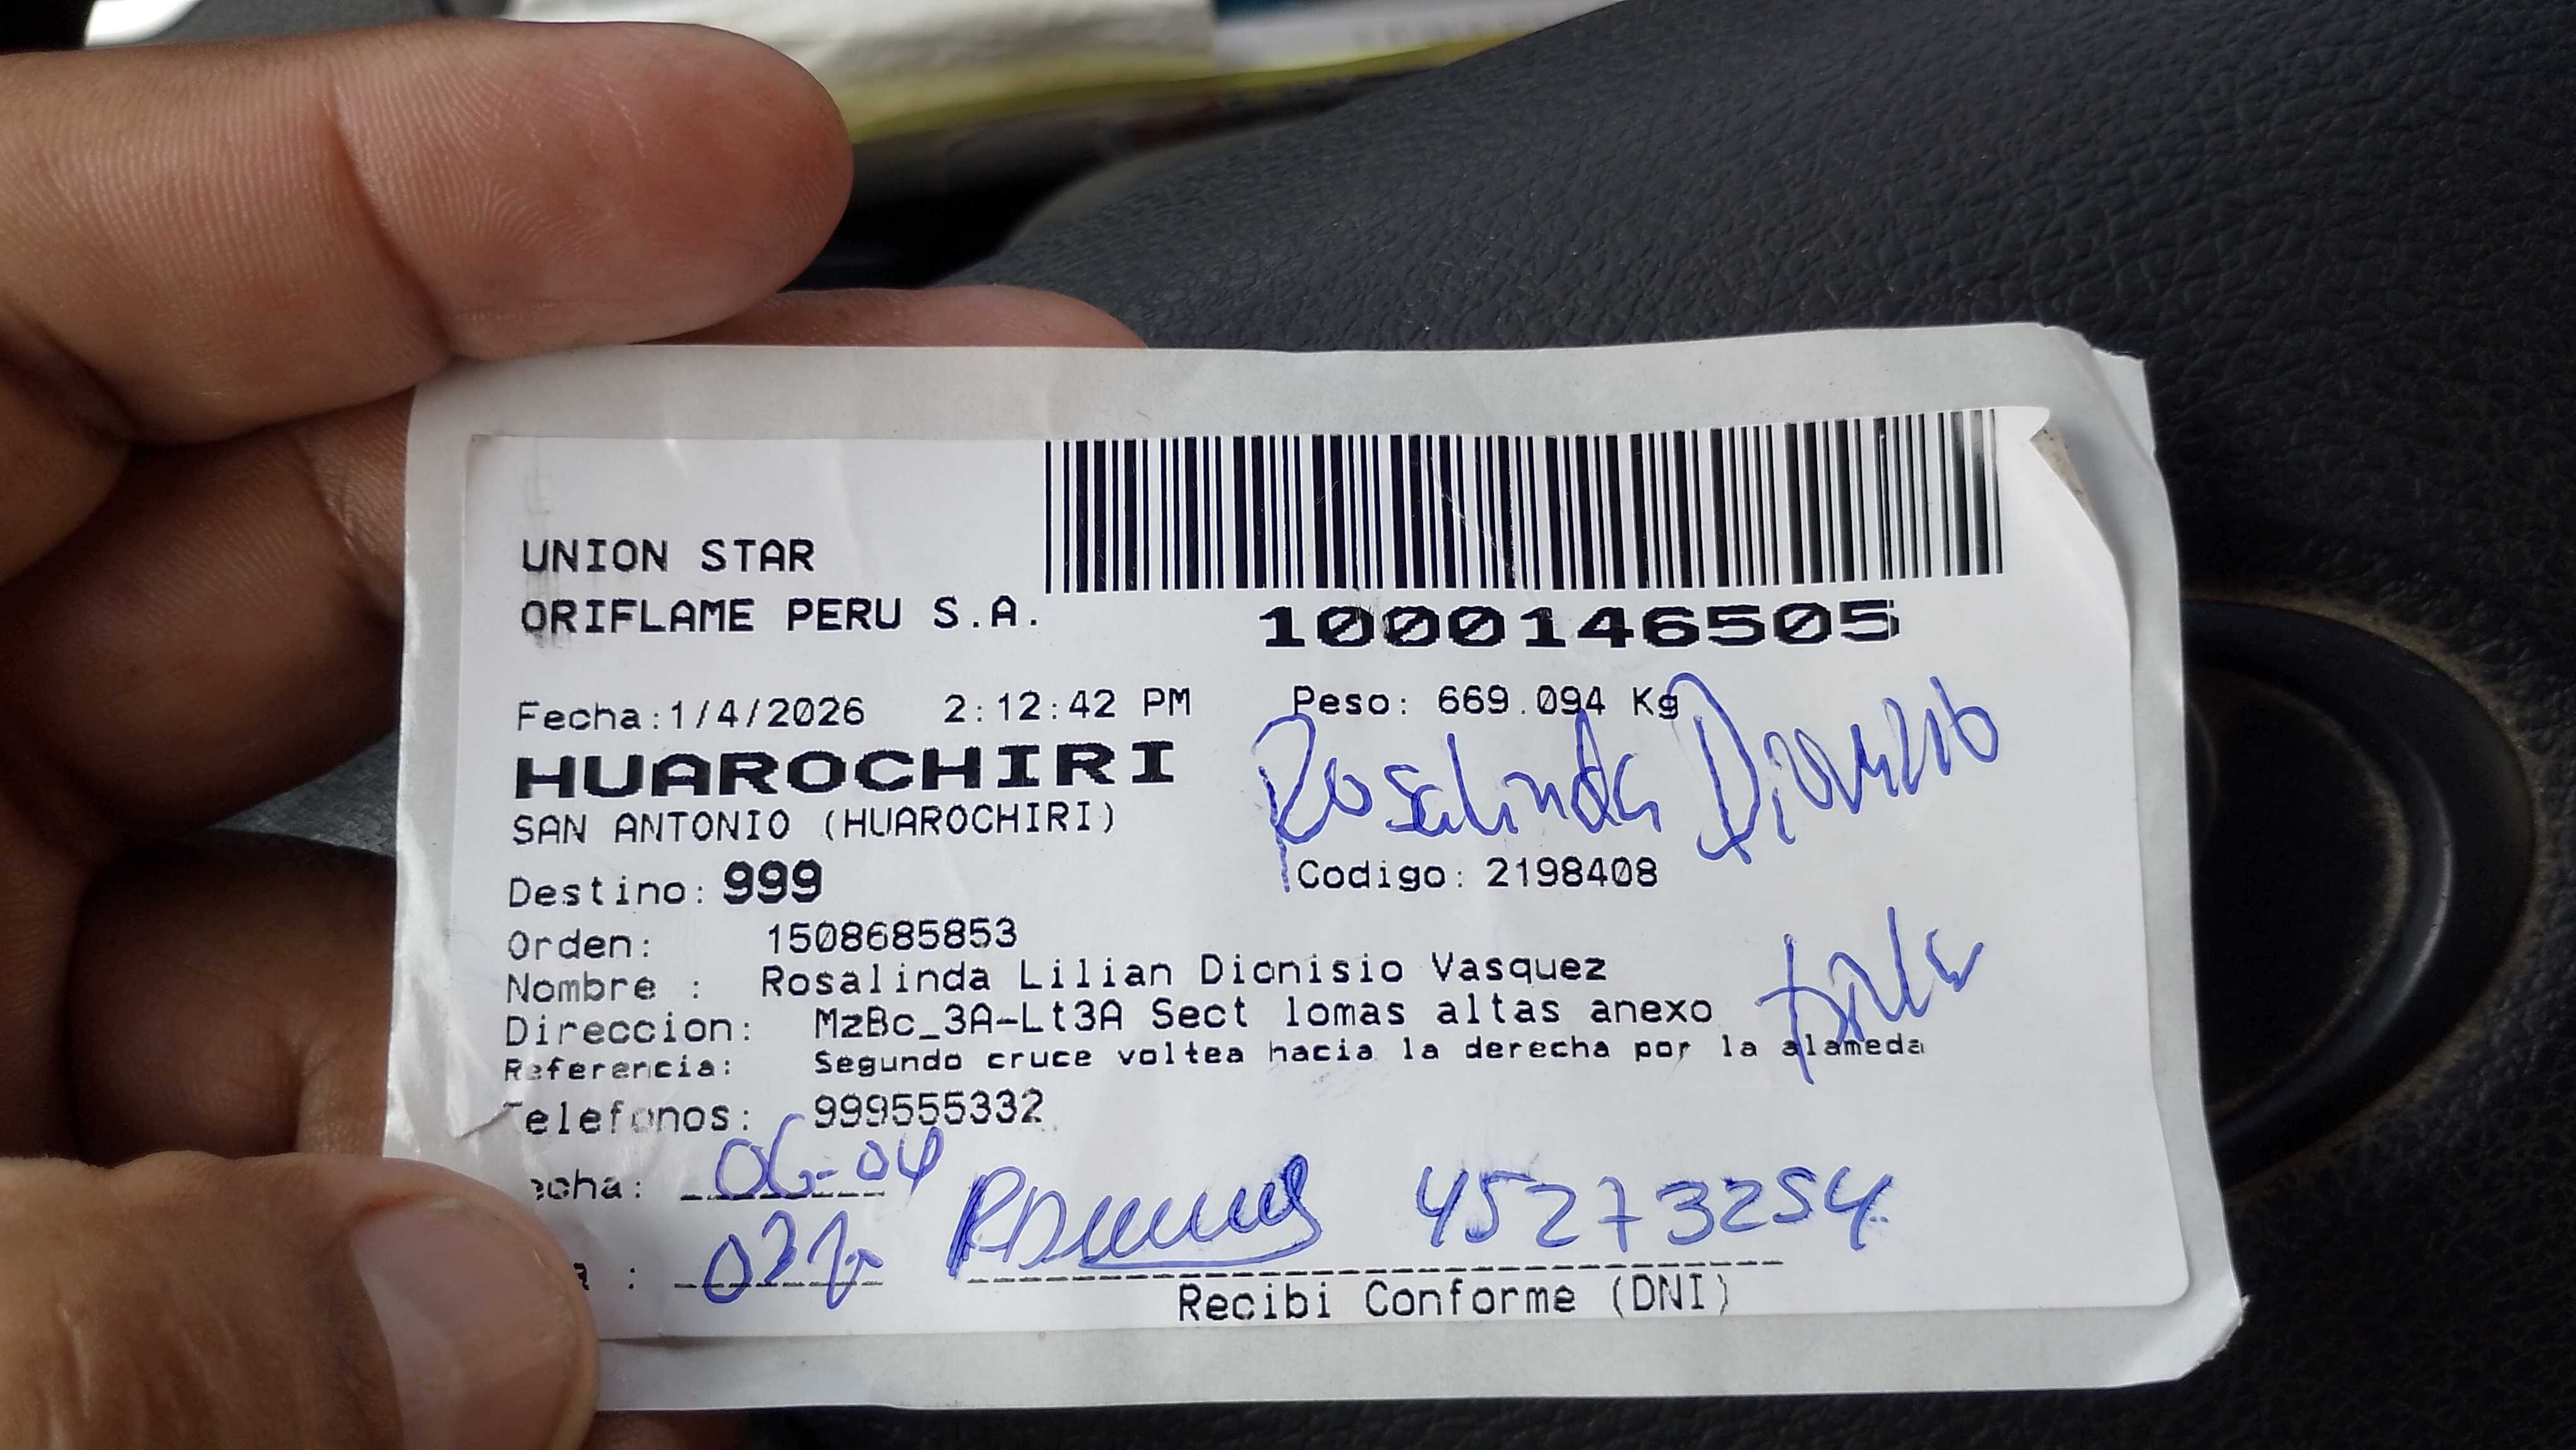 UNION STAR
ORIFLAME PERU S.A.
1000146505
Fecha:1/4/2026 2:12:42 PM Peso: 669.094 Kg
HUAROCHIRI
Rosalinda Dionisio
SAN ANTONIO (HUAROCHIRI)
Destino: 999 Codigo: 2198408
Orden: 1508685853
Nombre : Rosalinda Lilian Dionisio Vasquez
Direccion: MzBc_3A-Lt3A Sect lomas altas anexo
Referencia: Segundo cruce voltea hacia la derecha por la alameda
Telefonos: 999555332
echa: 06-04
a : 45273254
Recibi Conforme (DNI)